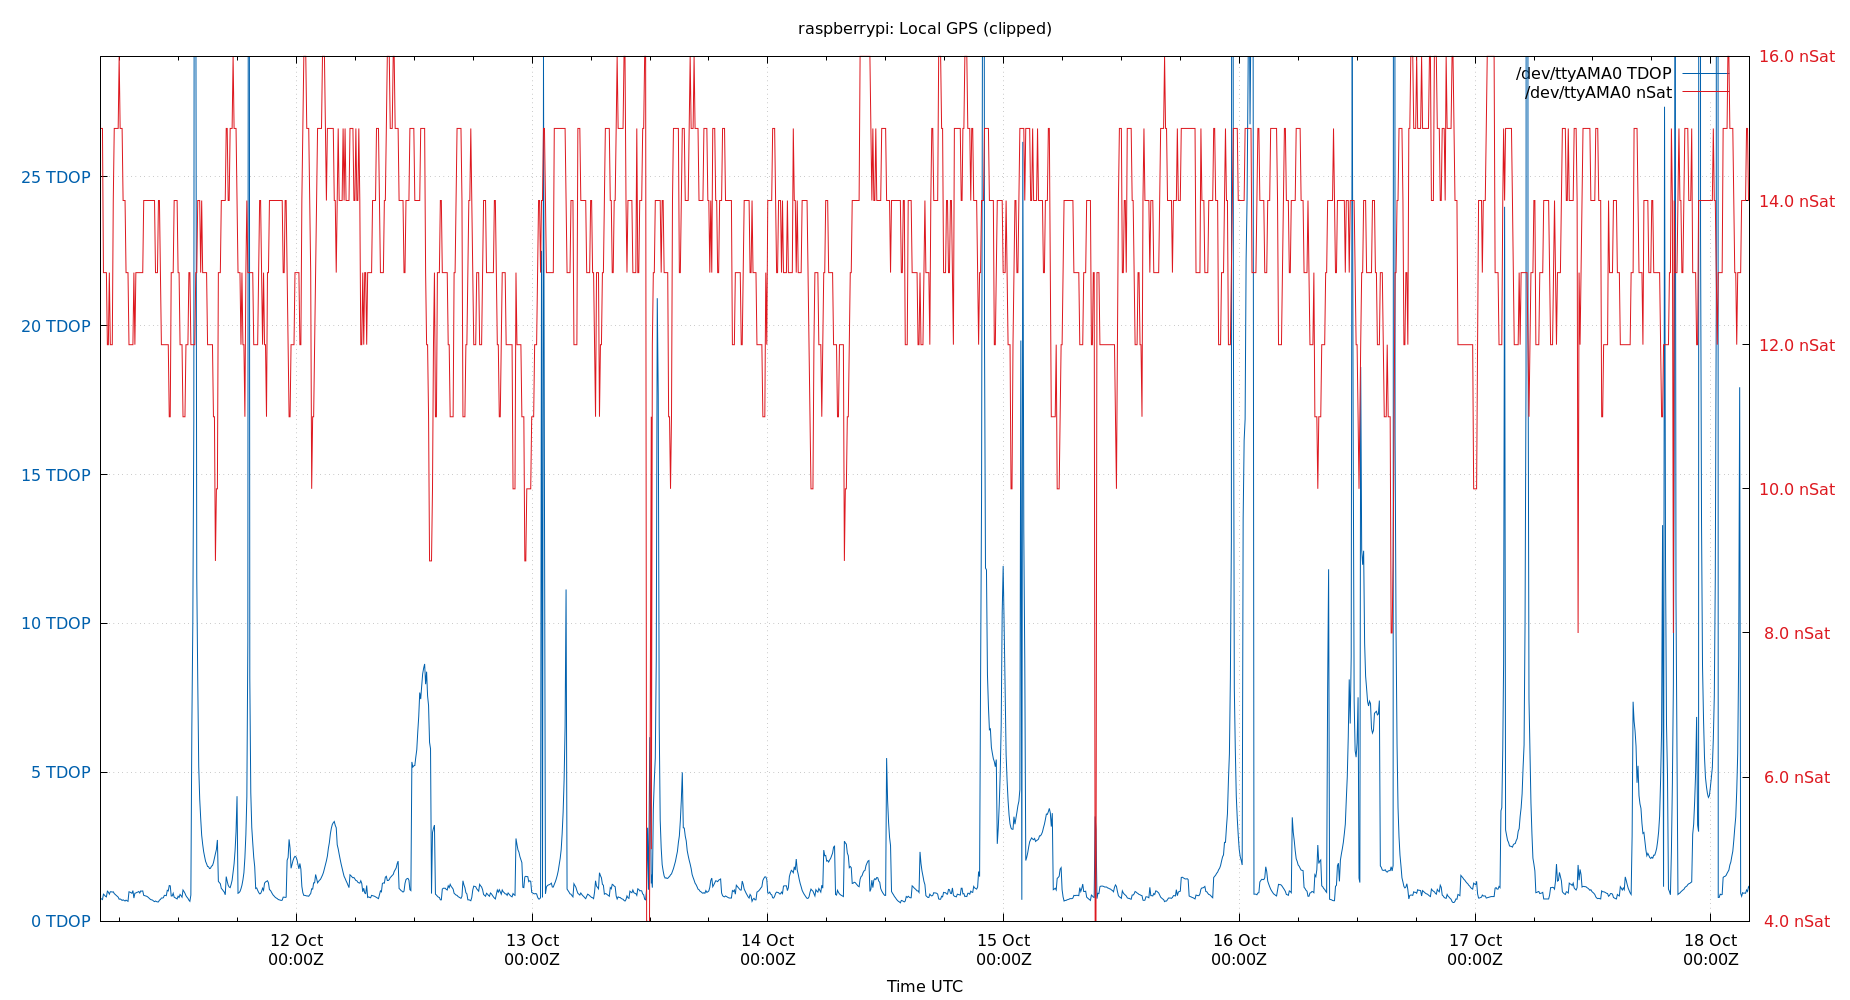 raspberrypi: Local GPS (clipped)
16.0 nSat
/dev/ttyAMA0 TDOP
/dev/ttyAMA0 nSat
25 TDOP
14.0 nSat
20 TDOP
12.0 nSat
15 TDOP
10.0 nSat
10 TDOP
8.0 nSat
5 TDOP
6.0 nSat
0 TDOP
4.0 nSat
12 Oct
00:00Z
13 Oct
00:00Z
14 Oct
00:00Z
15 Oct
00:00Z
16 Oct
00:00Z
17 Oct
00:00Z
18 Oct
00:00Z
Time UTC